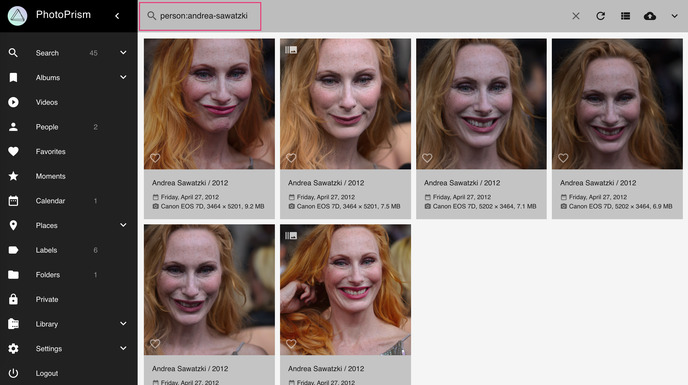 PhotoPrism
person:andrea-sawatzki
Search 45
Albums
Videos
People 2
Favorites
Moments
Calendar 1
Places
Labels 6
Folders 1
Private
Library
Settings
Logout
Andrea Sawatzki / 2012
Friday, April 27, 2012
Canon EOS 7D, 3464 × 5201, 9.2 MB
Andrea Sawatzki / 2012
Friday, April 27, 2012
Canon EOS 7D, 3464 × 5201, 7.5 MB
Andrea Sawatzki / 2012
Friday, April 27, 2012
Canon EOS 7D, 5202 × 3464, 7.1 MB
Andrea Sawatzki / 2012
Friday, April 27, 2012
Canon EOS 7D, 5202 × 3464, 6.9 MB
Andrea Sawatzki / 2012
Friday, April 27, 2012
Andrea Sawatzki / 2012
Friday, April 27, 2012